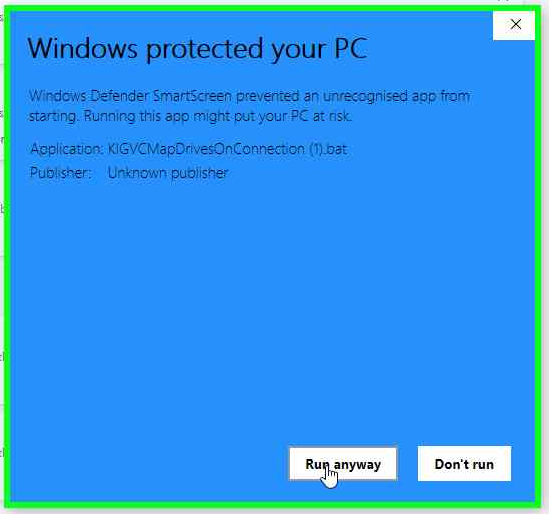 Windows protected your PC
Windows Defender SmartScreen prevented an unrecognised app from
starting. Running this app might put your PC at risk.
Application: KIGVCMapDrivesOnConnection (1).bat
Publisher: Unknown publisher
Run anyway
Don't run